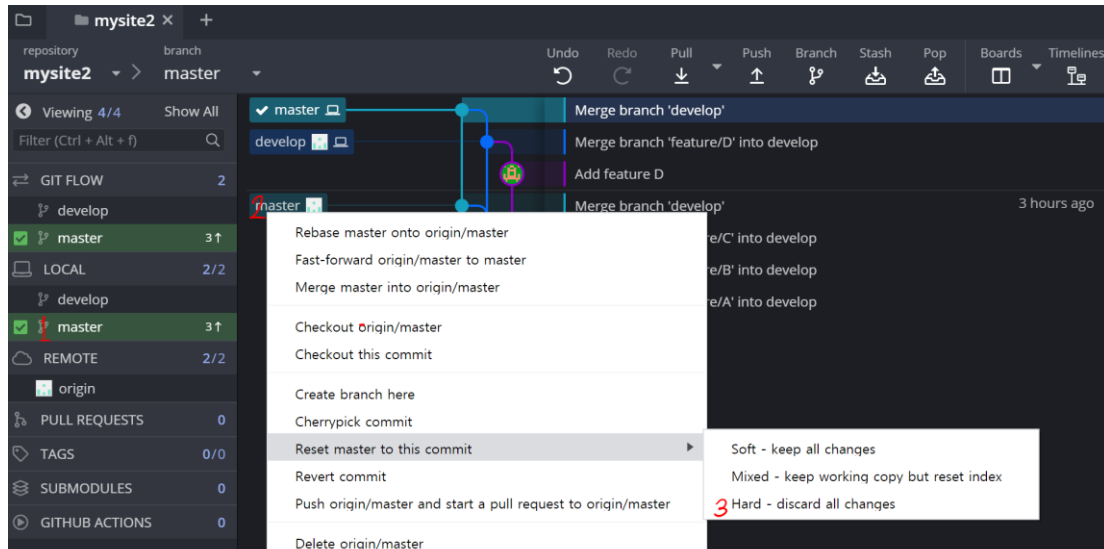 mysite2 × +
repository branch Undo Redo Pull Push Branch Stash Pop Boards Timelines
mysite2 master
Viewing 4/4 Show All
master Merge branch 'develop'
Filter (Ctrl + Alt + f)
develop Merge branch 'feature/D' into develop
Add feature D
GIT FLOW 2
develop
2 master Merge branch 'develop' 3 hours ago
master 3↑
Rebase master onto origin/master
re/C' into develop
Fast-forward origin/master to master
LOCAL 2/2
re/B' into develop
Merge master into origin/master
develop
re/A' into develop
1 master 3↑
Checkout origin/master
REMOTE 2/2
Checkout this commit
origin
Create branch here
PULL REQUESTS 0
Cherrypick commit
TAGS 0/0
Reset master to this commit
Soft - keep all changes
Revert commit
Mixed - keep working copy but reset index
SUBMODULES 0
Push origin/master and start a pull request to origin/master
3 Hard - discard all changes
GITHUB ACTIONS 0
Delete origin/master